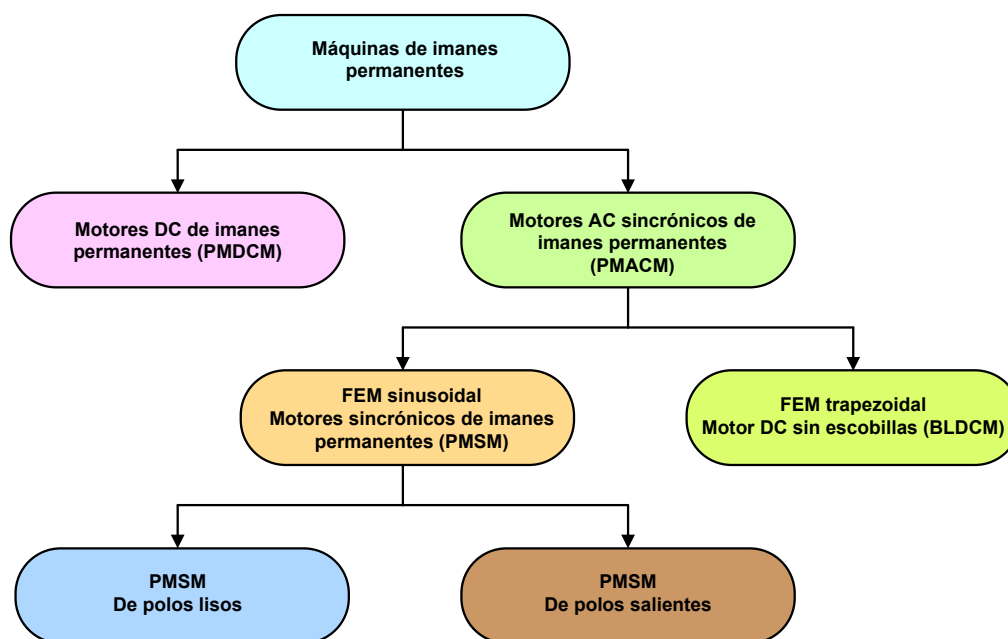 Máquinas de imanes
permanentes
Motores DC de imanes
permanentes (PMDCM)
Motores AC sincrónicos de
imanes permanentes
(PMACM)
FEM sinusoidal
Motores sincrónicos de imanes
permanentes (PMSM)
FEM trapezoidal
Motor DC sin escobillas (BLDCM)
PMSM
De polos lisos
PMSM
De polos salientes